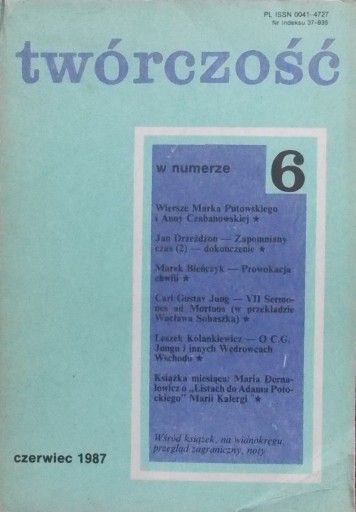 PL ISSN 0041-4727
Nr indeksu 37-935
twórczość
6
w numerze
Wiersze Marka Putowskiego
i Anny Czabanowskiej ★
Jan Drzeżdżon — Zapomniany
czas (2) — dokończenie ★
Marek Bieńczyk — Prowokacja
chwili ★
Carl Gustav Jung — VII Sermo-
nes ad Mortuos (w przekładzie
Wacława Sobaszka) ★
Leszek Kolankiewicz — O C.G.
Jungu i innych Wędrowcach
Wschodu ★
Książka miesiąca: Maria Derna-
łowicz o „Listach do Adama Poto-
ckiego" Marii Kalergi ★
Wśród książek, na widnokręgu,
przegląd zagraniczny, noty
czerwiec 1987